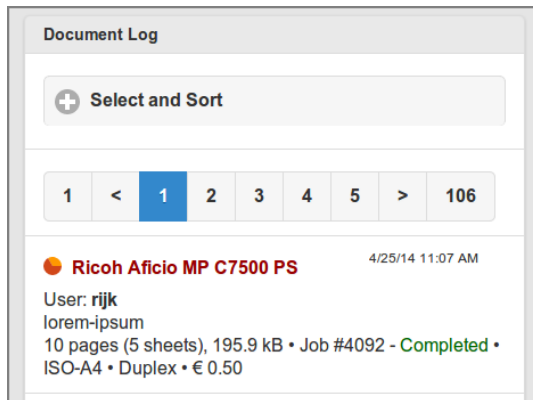 Document Log
Select and Sort
1 < 1 2 3 4 5 > 106
Ricoh Aficio MP C7500 PS 4/25/14 11:07 AM
User: rijk
lorem-ipsum
10 pages (5 sheets), 195.9 kB • Job #4092 - Completed •
ISO-A4 • Duplex • € 0.50